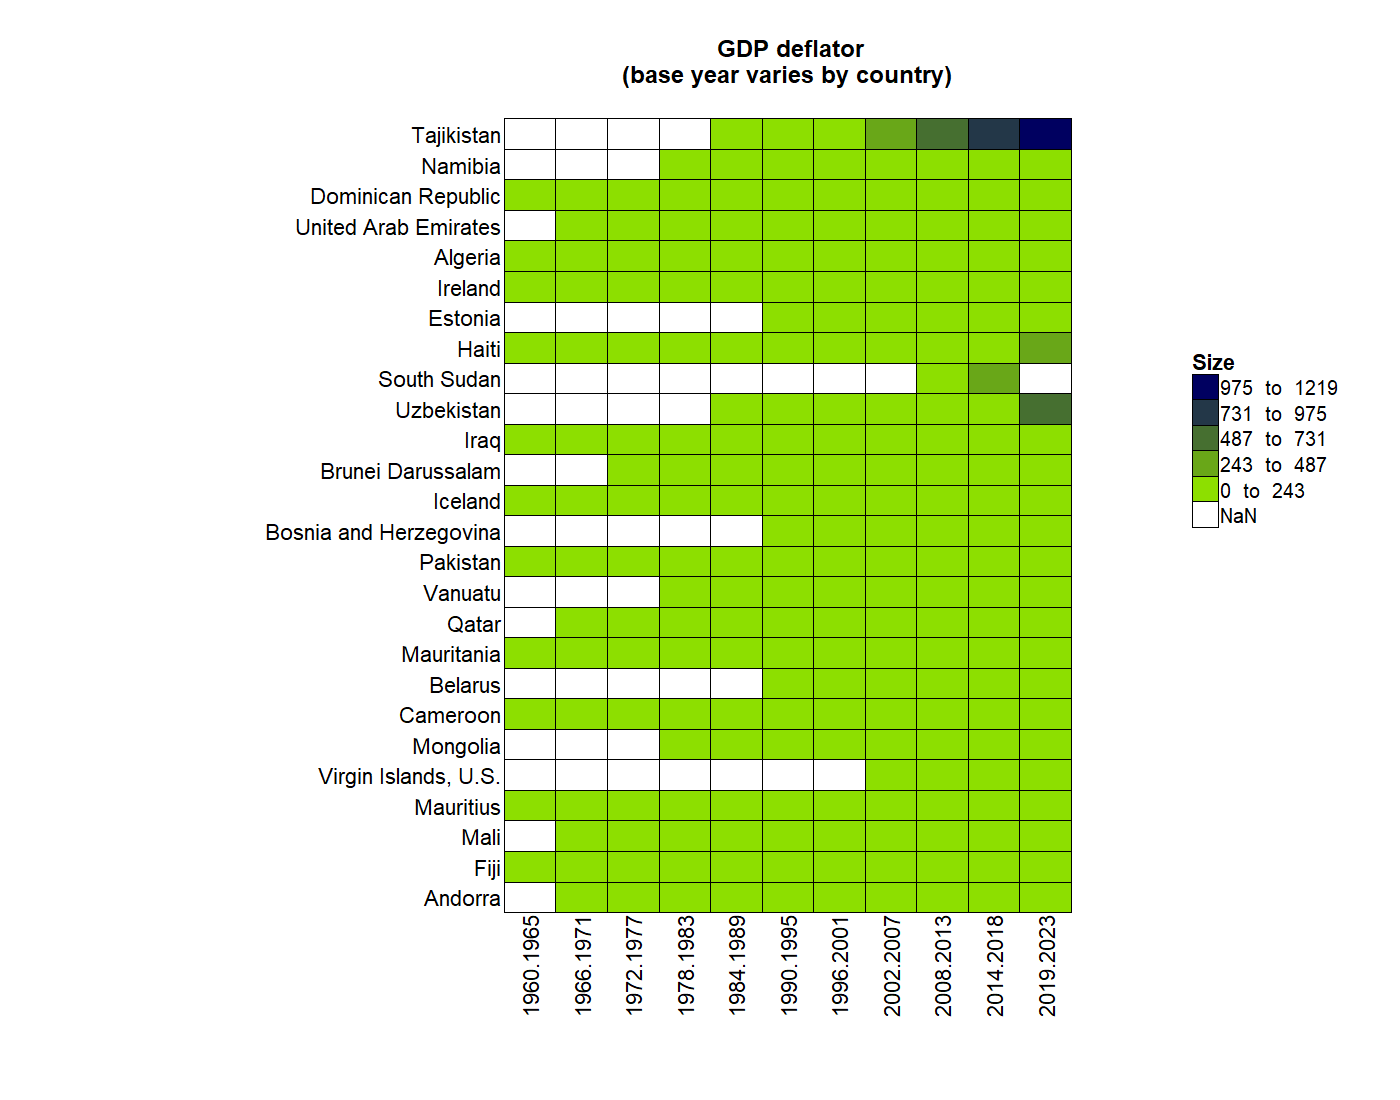 GDP deflator
(base year varies by country)
Tajikistan
Namibia
Dominican Republic
United Arab Emirates
Algeria
Ireland
Estonia
Haiti
South Sudan
Uzbekistan
Iraq
Brunei Darussalam
Iceland
Bosnia and Herzegovina
Pakistan
Vanuatu
Qatar
Mauritania
Belarus
Cameroon
Mongolia
Virgin Islands, U.S.
Mauritius
Mali
Fiji
Andorra
1960.1965
1966.1971
1972.1977
1978.1983
1984.1989
1990.1995
1996.2001
2002.2007
2008.2013
2014.2018
2019.2023
Size
975 to 1219
731 to 975
487 to 731
243 to 487
0 to 243
NaN